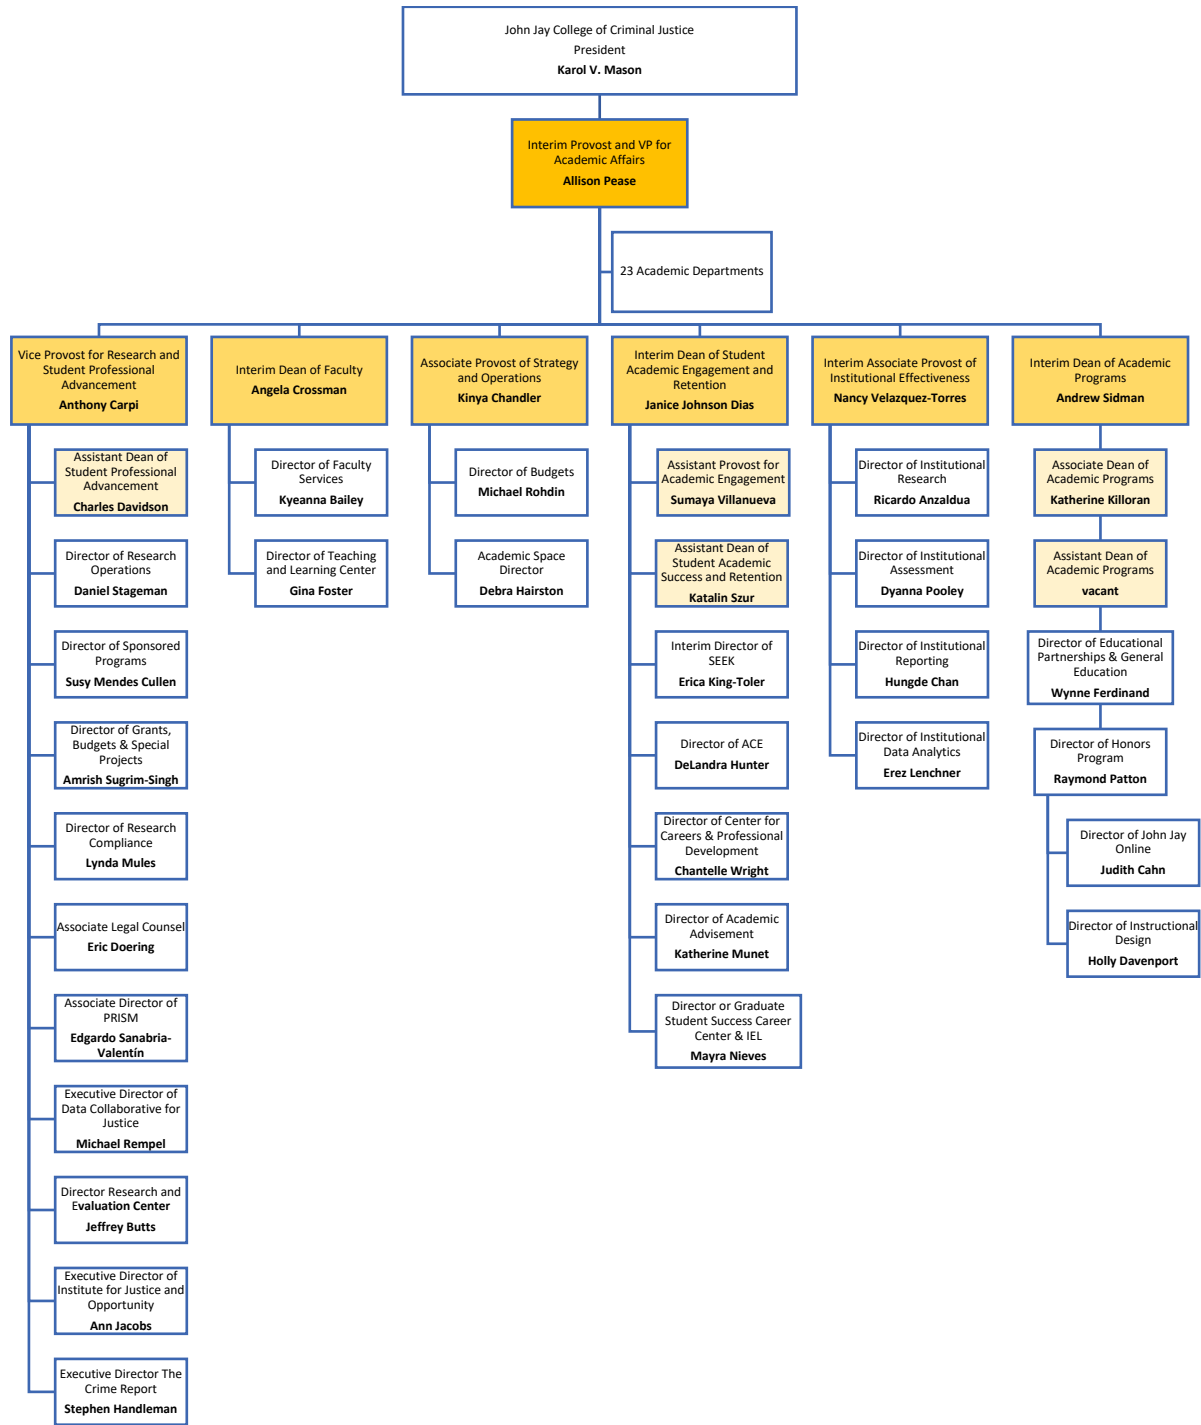 John Jay College of Criminal Justice
President
Karol V. Mason
Interim Provost and VP for
Academic Affairs
Allison Pease
23 Academic Departments
Vice Provost for Research and
Student Professional
Advancement
Anthony Carpi
Interim Dean of Faculty
Angela Crossman
Associate Provost of Strategy
and Operations
Kinya Chandler
Interim Dean of Student
Academic Engagement and
Retention
Janice Johnson Dias
Interim Associate Provost of
Institutional Effectiveness
Nancy Velazquez-Torres
Interim Dean of Academic
Programs
Andrew Sidman
Assistant Dean of
Student Professional
Advancement
Charles Davidson
Director of Research
Operations
Daniel Stageman
Director of Sponsored
Programs
Susy Mendes Cullen
Director of Grants,
Budgets & Special
Projects
Amrish Sugrim-Singh
Director of Research
Compliance
Lynda Mules
Associate Legal Counsel
Eric Doering
Associate Director of
PRISM
Edgardo Sanabria-
Valentín
Executive Director of
Data Collaborative for
Justice
Michael Rempel
Director Research and
Evaluation Center
Jeffrey Butts
Executive Director of
Institute for Justice and
Opportunity
Ann Jacobs
Executive Director The
Crime Report
Stephen Handleman
Director of Faculty
Services
Kyeanna Bailey
Director of Teaching
and Learning Center
Gina Foster
Director of Budgets
Michael Rohdin
Academic Space
Director
Debra Hairston
Assistant Provost for
Academic Engagement
Sumaya Villanueva
Assistant Dean of
Student Academic
Success and Retention
Katalin Szur
Interim Director of
SEEK
Erica King-Toler
Director of ACE
DeLandra Hunter
Director of Center for
Careers & Professional
Development
Chantelle Wright
Director of Academic
Advisement
Katherine Munet
Director or Graduate
Student Success Career
Center & IEL
Mayra Nieves
Director of Institutional
Research
Ricardo Anzaldua
Director of Institutional
Assessment
Dyanna Pooley
Director of Institutional
Reporting
Hungde Chan
Director of Institutional
Data Analytics
Erez Lenchner
Associate Dean of
Academic Programs
Katherine Killoran
Assistant Dean of
Academic Programs
vacant
Director of Educational
Partnerships & General
Education
Wynne Ferdinand
Director of Honors
Program
Raymond Patton
Director of John Jay
Online
Judith Cahn
Director of Instructional
Design
Holly Davenport